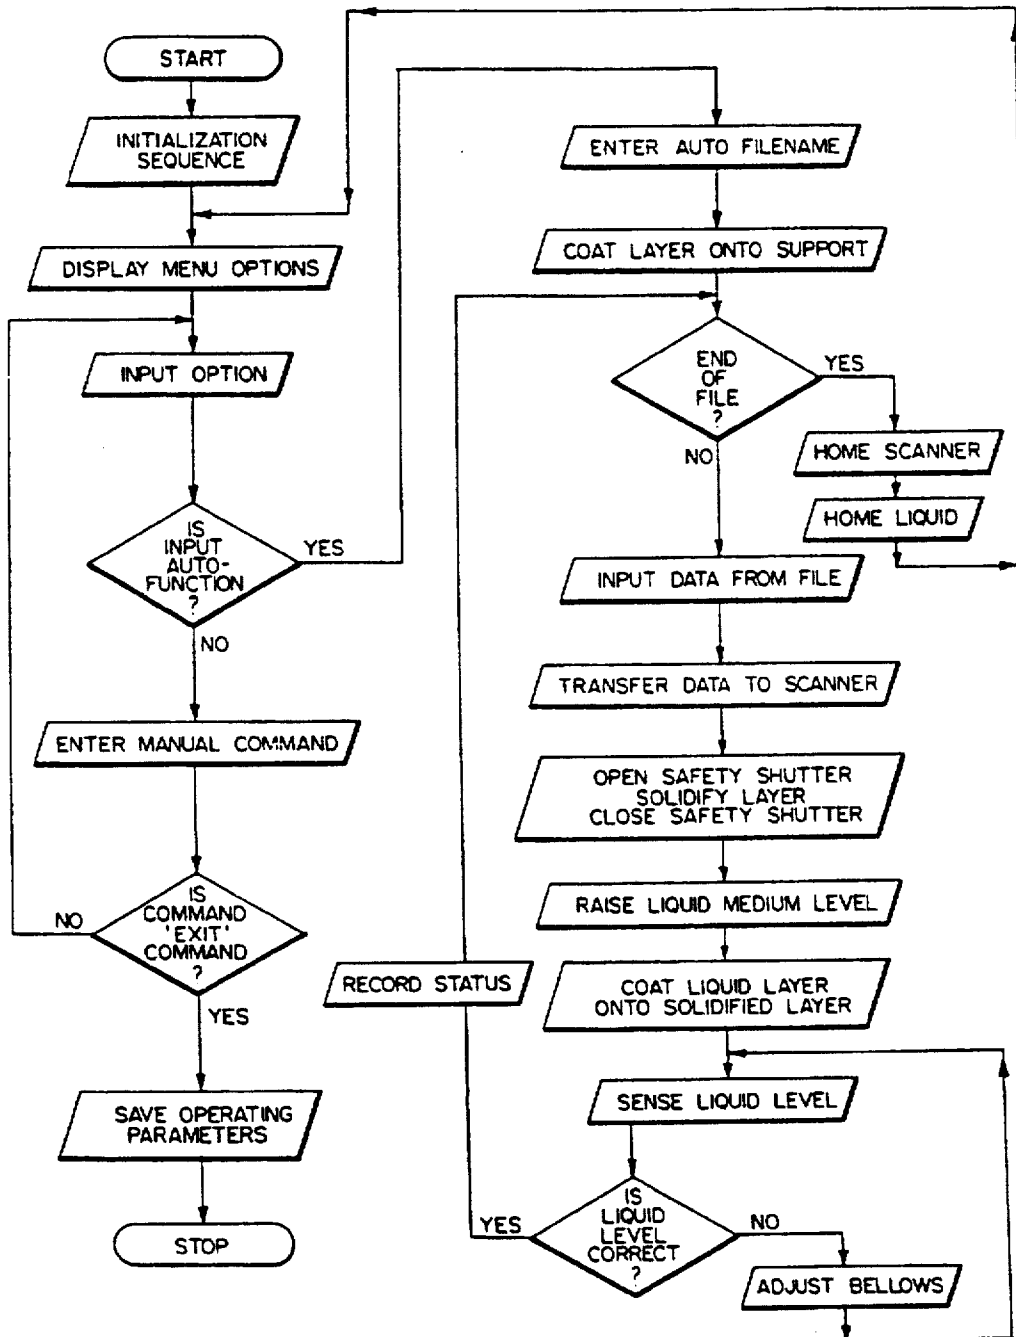 START
INITIALIZATION
SEQUENCE
DISPLAY MENU OPTIONS
INPUT OPTION
IS
INPUT
AUTO-
FUNCTION
?
YES
NO
ENTER MANUAL COMMAND
IS
COMMAND
'EXIT'
COMMAND
?
NO
YES
SAVE OPERATING
PARAMETERS
STOP
ENTER AUTO FILENAME
COAT LAYER ONTO SUPPORT
END
OF
FILE
?
YES
NO
HOME SCANNER
HOME LIQUID
INPUT DATA FROM FILE
TRANSFER DATA TO SCANNER
OPEN SAFETY SHUTTER
SOLIDIFY LAYER
CLOSE SAFETY SHUTTER
RAISE LIQUID MEDIUM LEVEL
COAT LIQUID LAYER
ONTO SOLIDIFIED LAYER
SENSE LIQUID LEVEL
IS
LIQUID
LEVEL
CORRECT
?
YES
NO
RECORD STATUS
ADJUST BELLOWS